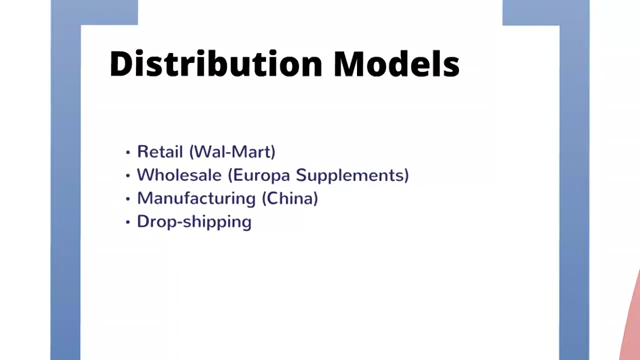 Distribution Models
• Retail (Wal-Mart)
• Wholesale (Europa Supplements)
• Manufacturing (China)
• Drop-shipping